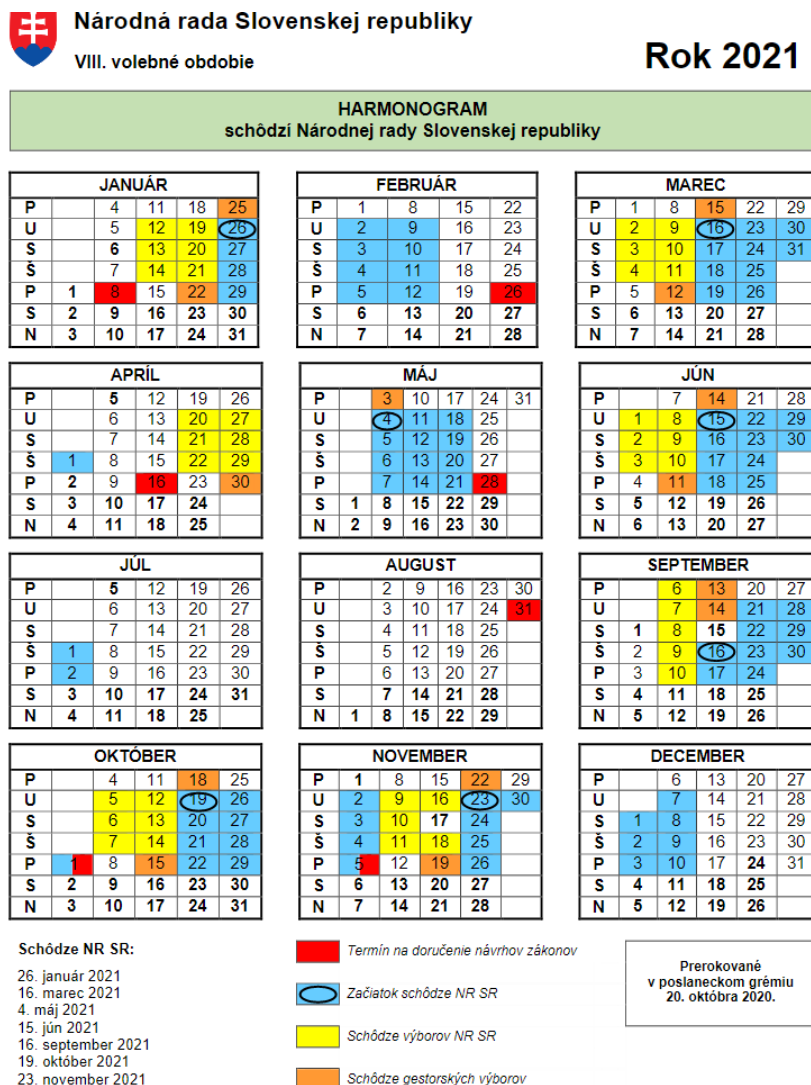 Národná rada Slovenskej republiky
VIII. volebné obdobie
Rok 2021
HARMONOGRAM
schôdzí Národnej rady Slovenskej republiky
JANUÁR
P 4 11 18 25
U 5 12 19 26
S 6 13 20 27
Š 7 14 21 28
P 1 8 15 22 29
S 2 9 16 23 30
N 3 10 17 24 31
FEBRUÁR
P 1 8 15 22
U 2 9 16 23
S 3 10 17 24
Š 4 11 18 25
P 5 12 19 26
S 6 13 20 27
N 7 14 21 28
MAREC
P 1 8 15 22 29
U 2 9 16 23 30
S 3 10 17 24 31
Š 4 11 18 25
P 5 12 19 26
S 6 13 20 27
N 7 14 21 28
APRÍL
P 5 12 19 26
U 6 13 20 27
S 7 14 21 28
Š 1 8 15 22 29
P 2 9 16 23 30
S 3 10 17 24
N 4 11 18 25
MÁJ
P 3 10 17 24 31
U 4 11 18 25
S 5 12 19 26
Š 6 13 20 27
P 7 14 21 28
S 1 8 15 22 29
N 2 9 16 23 30
JÚN
P 7 14 21 28
U 1 8 15 22 29
S 2 9 16 23 30
Š 3 10 17 24
P 4 11 18 25
S 5 12 19 26
N 6 13 20 27
JÚL
P 5 12 19 26
U 6 13 20 27
S 7 14 21 28
Š 1 8 15 22 29
P 2 9 16 23 30
S 3 10 17 24 31
N 4 11 18 25
AUGUST
P 2 9 16 23 30
U 3 10 17 24 31
S 4 11 18 25
Š 5 12 19 26
P 6 13 20 27
S 7 14 21 28
N 1 8 15 22 29
SEPTEMBER
P 6 13 20 27
U 7 14 21 28
S 1 8 15 22 29
Š 2 9 16 23 30
P 3 10 17 24
S 4 11 18 25
N 5 12 19 26
OKTÓBER
P 4 11 18 25
U 5 12 19 26
S 6 13 20 27
Š 7 14 21 28
P 1 8 15 22 29
S 2 9 16 23 30
N 3 10 17 24 31
NOVEMBER
P 1 8 15 22 29
U 2 9 16 23 30
S 3 10 17 24
Š 4 11 18 25
P 5 12 19 26
S 6 13 20 27
N 7 14 21 28
DECEMBER
P 6 13 20 27
U 7 14 21 28
S 1 8 15 22 29
Š 2 9 16 23 30
P 3 10 17 24 31
S 4 11 18 25
N 5 12 19 26
Schôdze NR SR:
26. január 2021
16. marec 2021
4. máj 2021
15. jún 2021
16. september 2021
19. október 2021
23. november 2021
Termín na doručenie návrhov zákonov
Začiatok schôdze NR SR
Schôdze výborov NR SR
Schôdze gestorských výborov
Prerokované
v poslaneckom grémiu
20. októbra 2020.